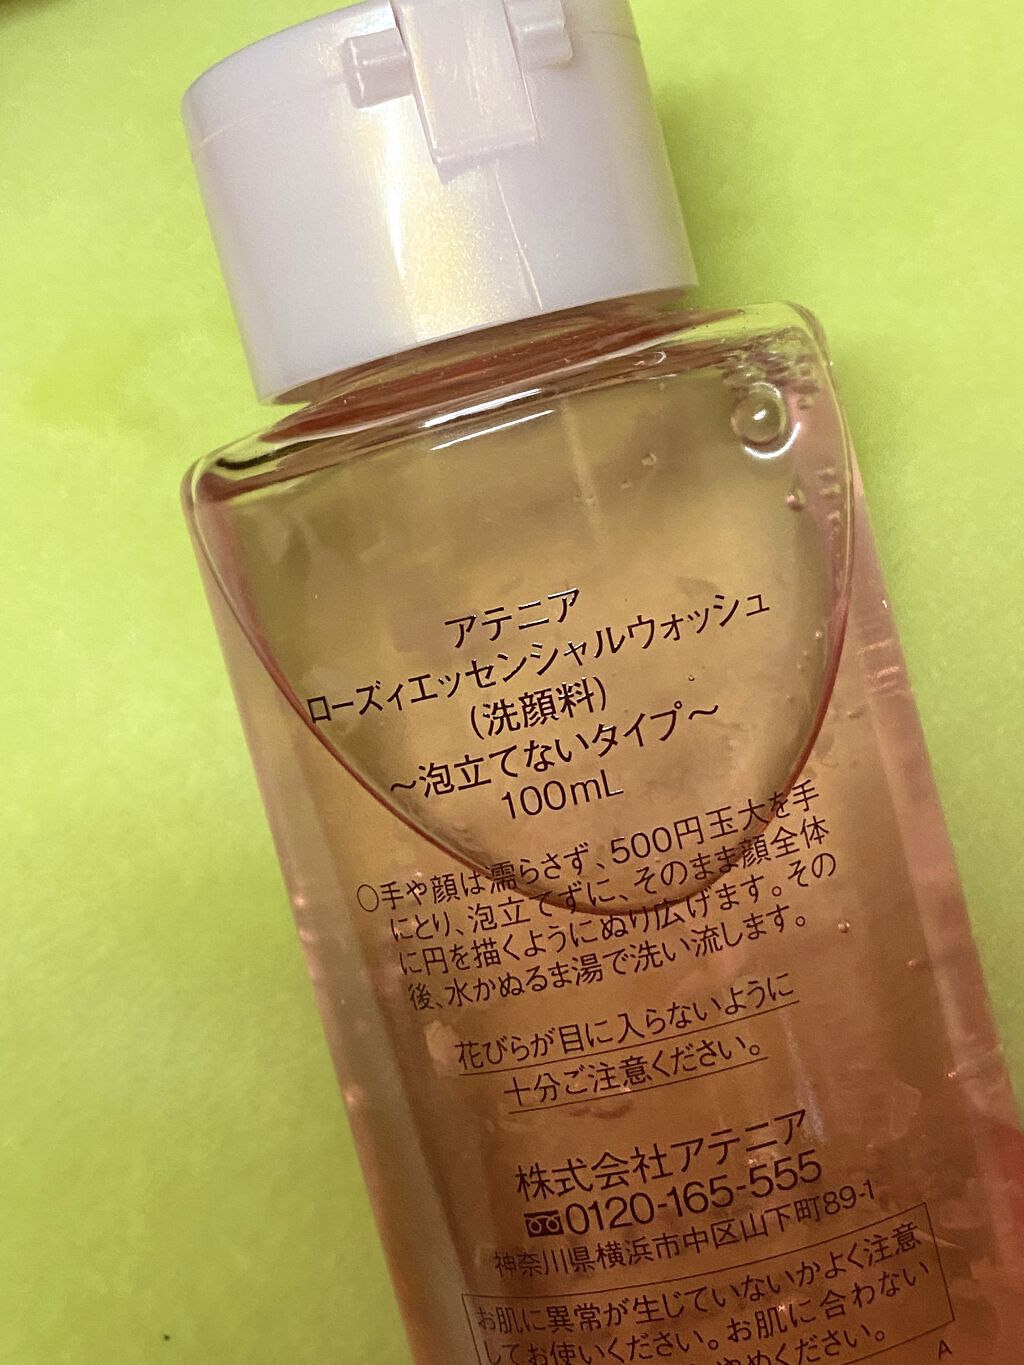 アテニア
ローズィエッセンシャルウォッシュ
(洗顔料)
～泡立てないタイプ～
100mL
○手や顔は濡らさず、500円玉大を手
にとり、泡立てずに、そのまま顔全体
に円を描くようにぬり広げます。その
後、水かぬるま湯で洗い流します。
花びらが目に入らないように
十分ご注意ください。
株式会社アテニア
0120-165-555
神奈川県横浜市中区山下町89-1
お肌に異常が生じていないかよく注意
してお使いください。お肌に合わない
ください。
A